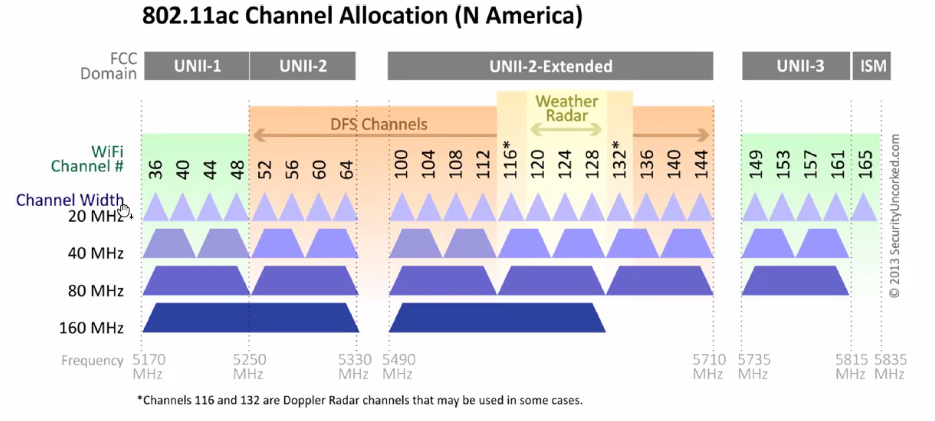 802.11ac Channel Allocation (N America)
FCC Domain
UNII-1 UNII-2 UNII-2-Extended UNII-3 ISM
Weather Radar
DFS Channels
WiFi Channel #
36 40 44 48 52 56 60 64 100 104 108 112 116* 120 124 128 132* 136 140 144 149 153 157 161 165
Channel Width
20 MHz
40 MHz
80 MHz
160 MHz
Frequency 5170 MHz 5250 MHz 5330 MHz 5490 MHz 5710 MHz 5735 MHz 5815 MHz 5835 MHz
*Channels 116 and 132 are Doppler Radar channels that may be used in some cases.
© 2013 SecurityUncorked.com